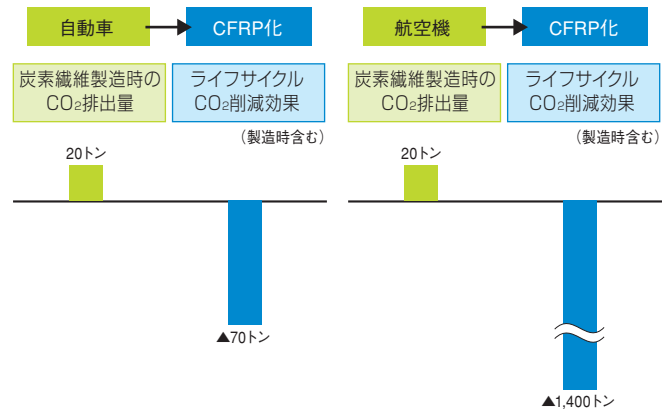 自動車
CFRP化
炭素繊維製造時の
CO₂排出量
ライフサイクル
CO₂削減効果
(製造時含む)
20トン
▲70トン
航空機
CFRP化
炭素繊維製造時の
CO₂排出量
ライフサイクル
CO₂削減効果
(製造時含む)
20トン
▲1,400トン